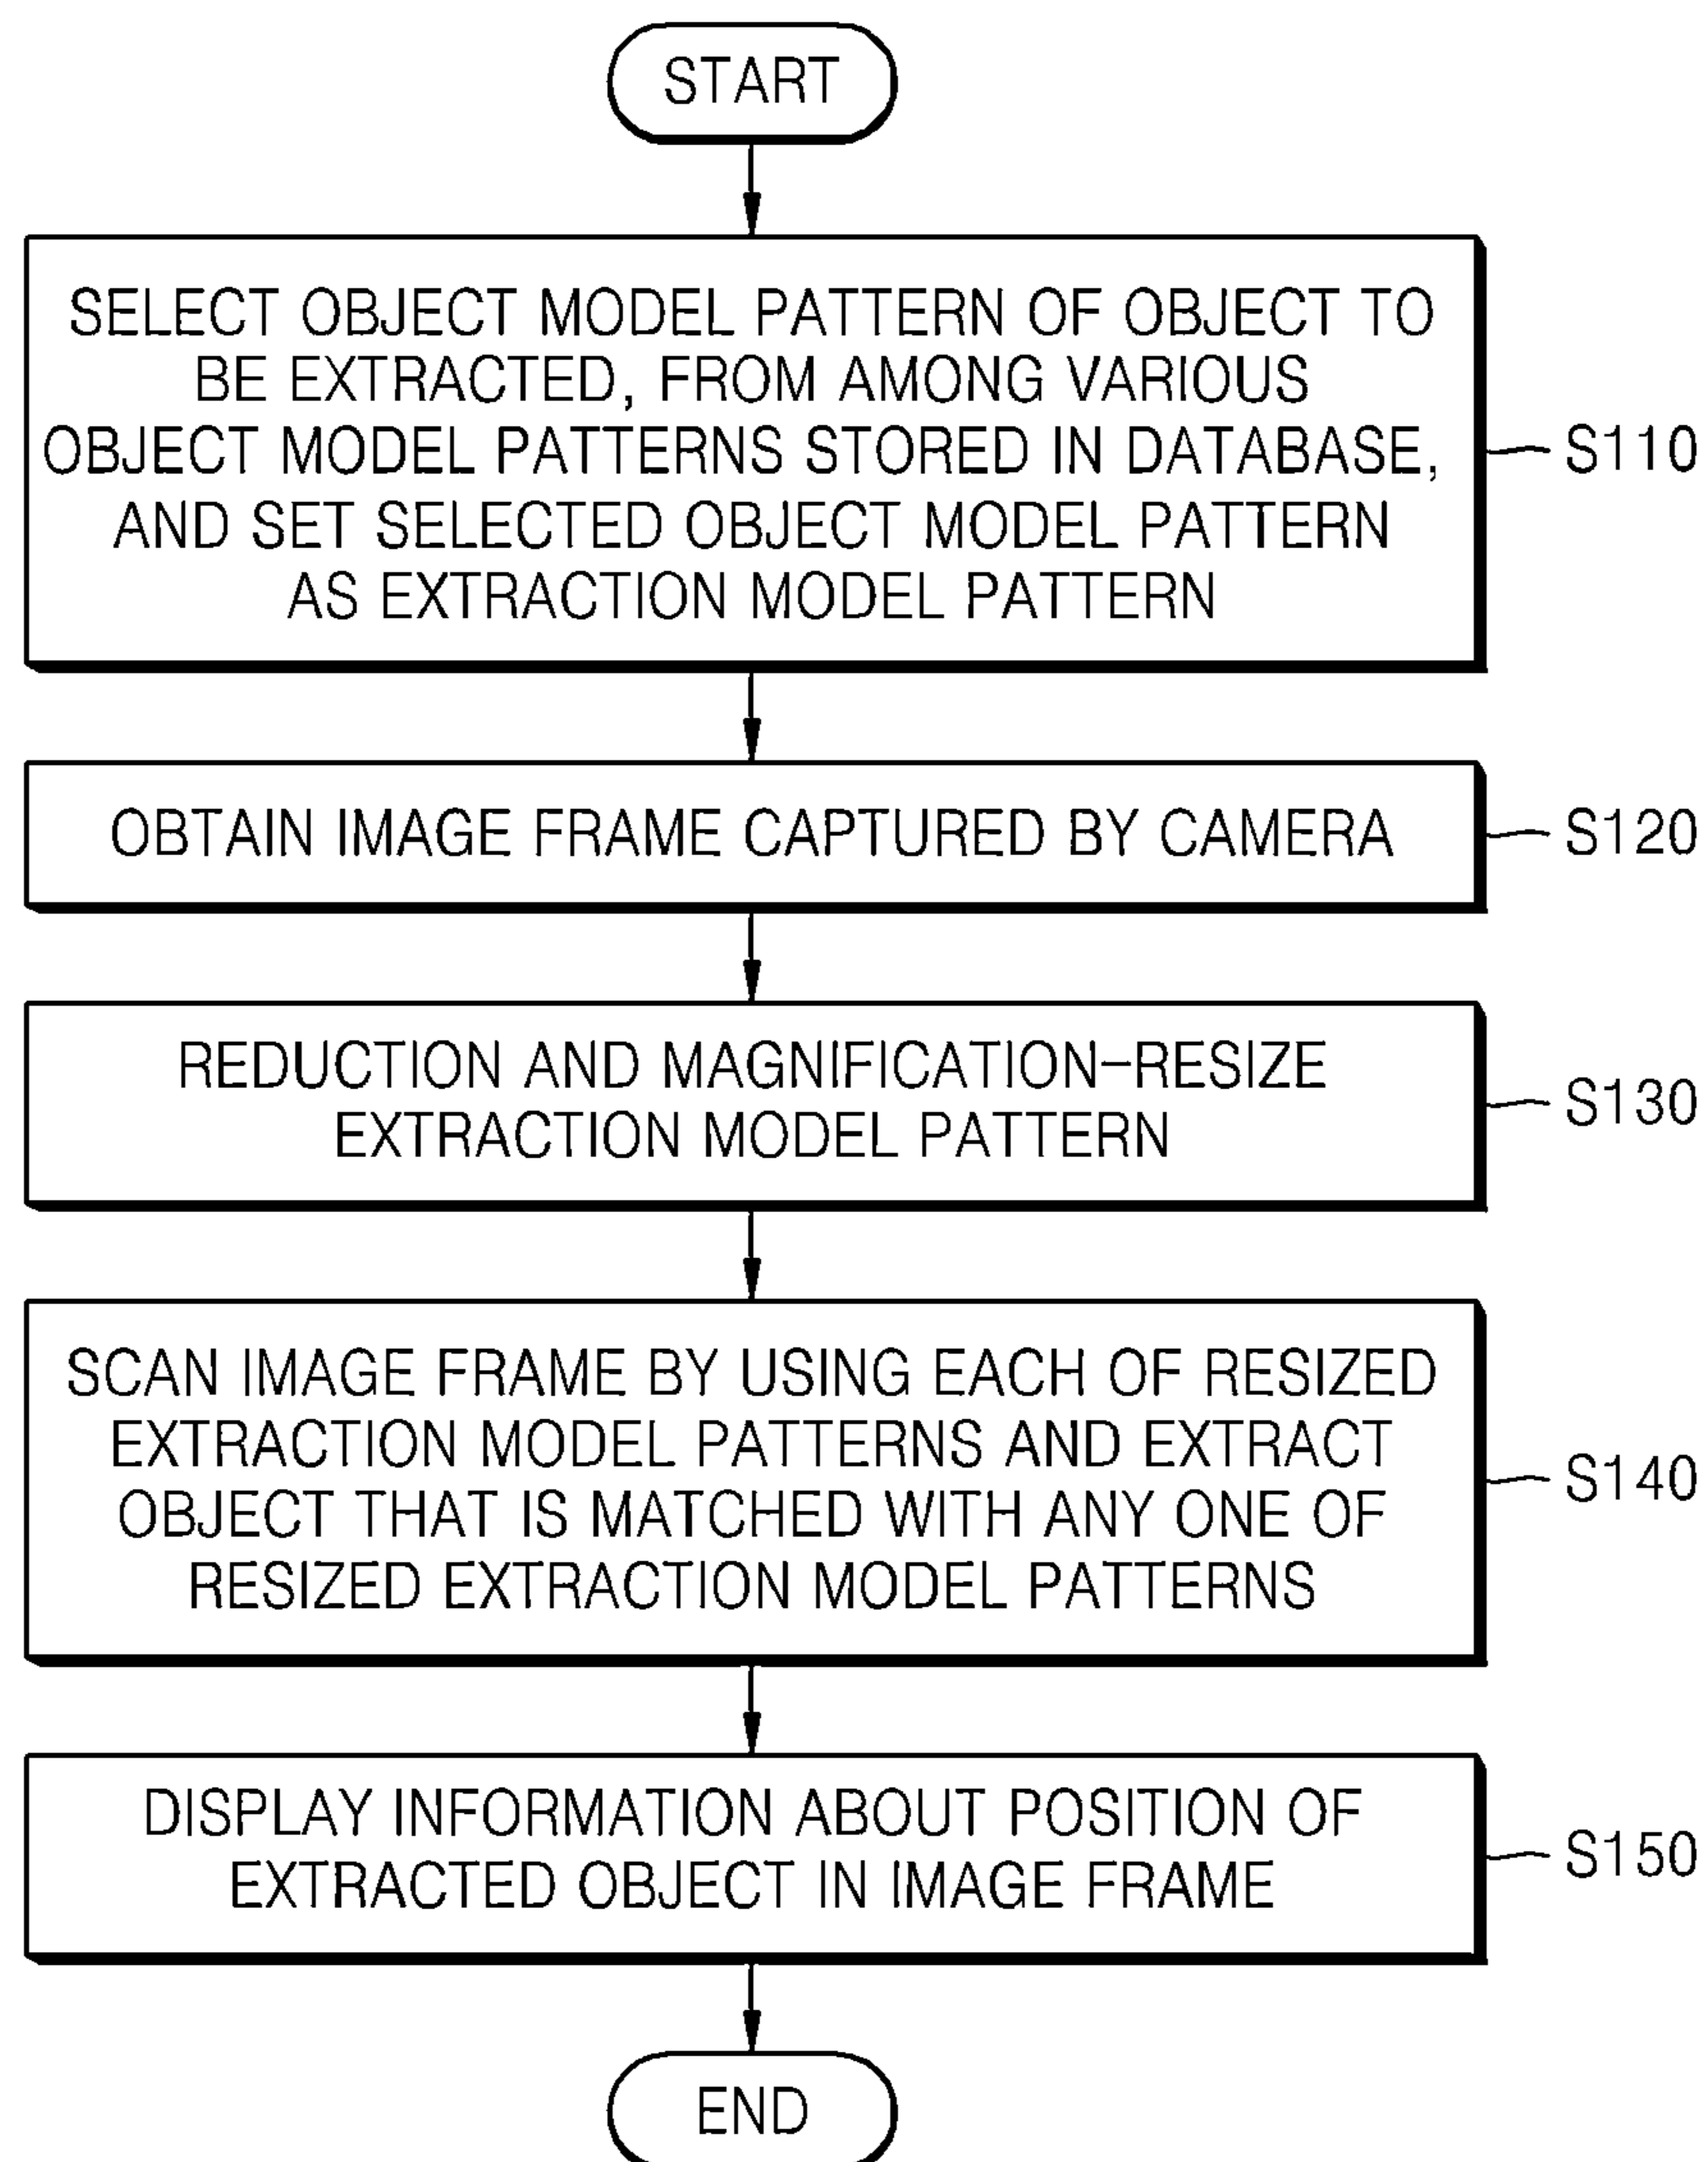 START
SELECT OBJECT MODEL PATTERN OF OBJECT TO
BE EXTRACTED, FROM AMONG VARIOUS
OBJECT MODEL PATTERNS STORED IN DATABASE,
AND SET SELECTED OBJECT MODEL PATTERN
AS EXTRACTION MODEL PATTERN
S110
OBTAIN IMAGE FRAME CAPTURED BY CAMERA
S120
REDUCTION AND MAGNIFICATION-RESIZE
EXTRACTION MODEL PATTERN
S130
SCAN IMAGE FRAME BY USING EACH OF RESIZED
EXTRACTION MODEL PATTERNS AND EXTRACT
OBJECT THAT IS MATCHED WITH ANY ONE OF
RESIZED EXTRACTION MODEL PATTERNS
S140
DISPLAY INFORMATION ABOUT POSITION OF
EXTRACTED OBJECT IN IMAGE FRAME
S150
END